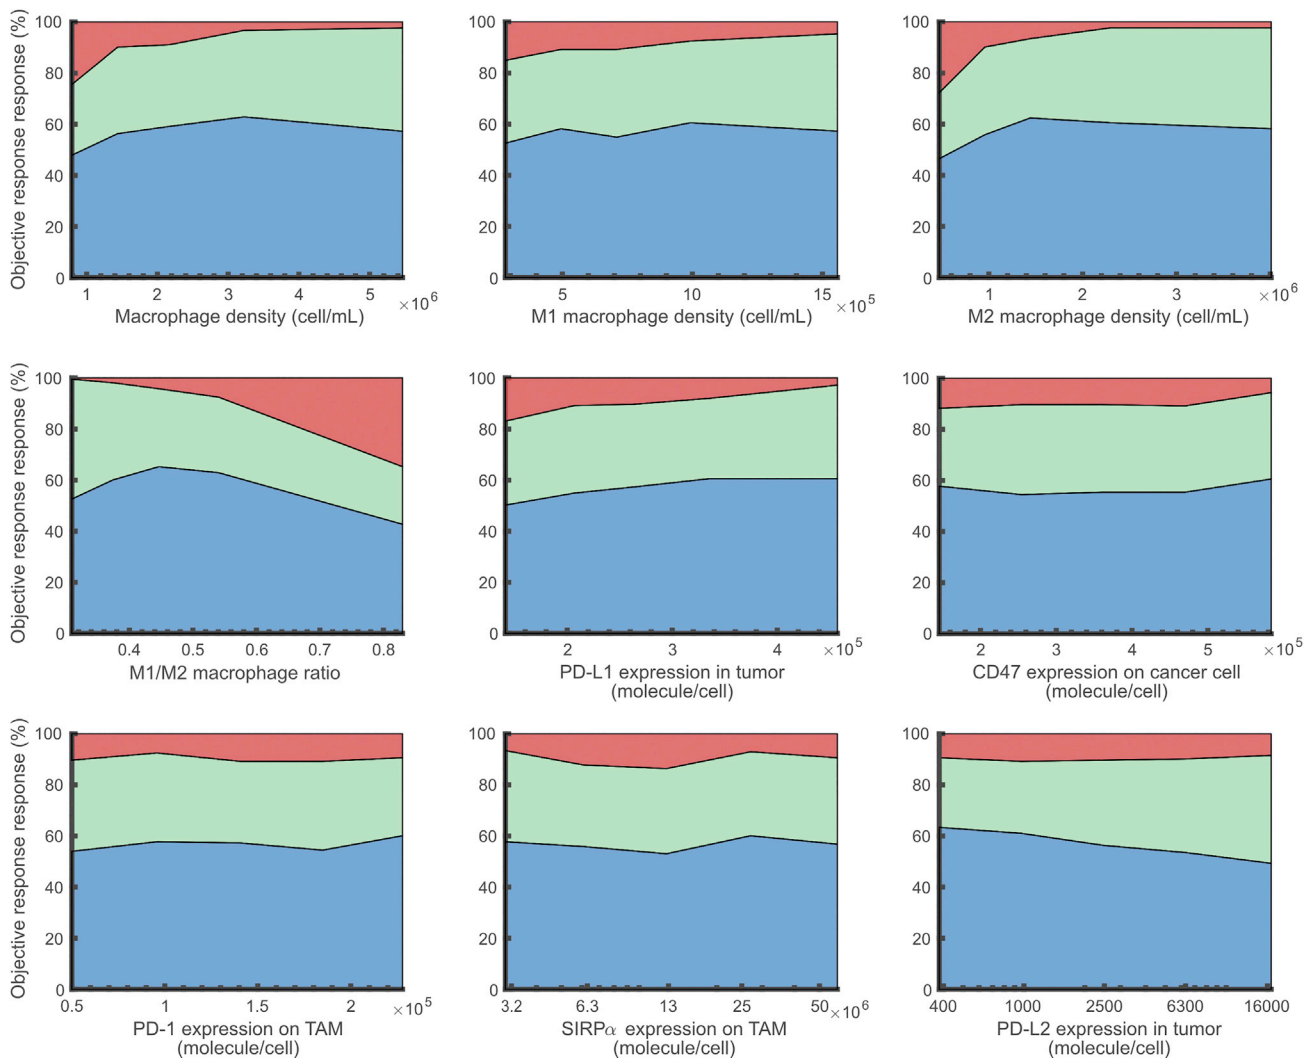 Objective response response (%)
100
80
60
40
20
0
1 2 3 4 5 ×10⁶
Macrophage density (cell/mL)
100
80
60
40
20
0
5 10 15 ×10⁵
M1 macrophage density (cell/mL)
100
80
60
40
20
0
1 2 3 ×10⁶
M2 macrophage density (cell/mL)
Objective response response (%)
100
80
60
40
20
0
0.4 0.5 0.6 0.7 0.8
M1/M2 macrophage ratio
100
80
60
40
20
0
2 3 4 ×10⁵
PD-L1 expression in tumor
(molecule/cell)
100
80
60
40
20
0
2 3 4 5 ×10⁵
CD47 expression on cancer cell
(molecule/cell)
Objective response response (%)
100
80
60
40
20
0
0.5 1 1.5 2 ×10⁵
PD-1 expression on TAM
(molecule/cell)
100
80
60
40
20
0
3.2 6.3 13 25 50 ×10⁶
SIRPα expression on TAM
(molecule/cell)
100
80
60
40
20
0
400 1000 2500 6300 16000
PD-L2 expression in tumor
(molecule/cell)